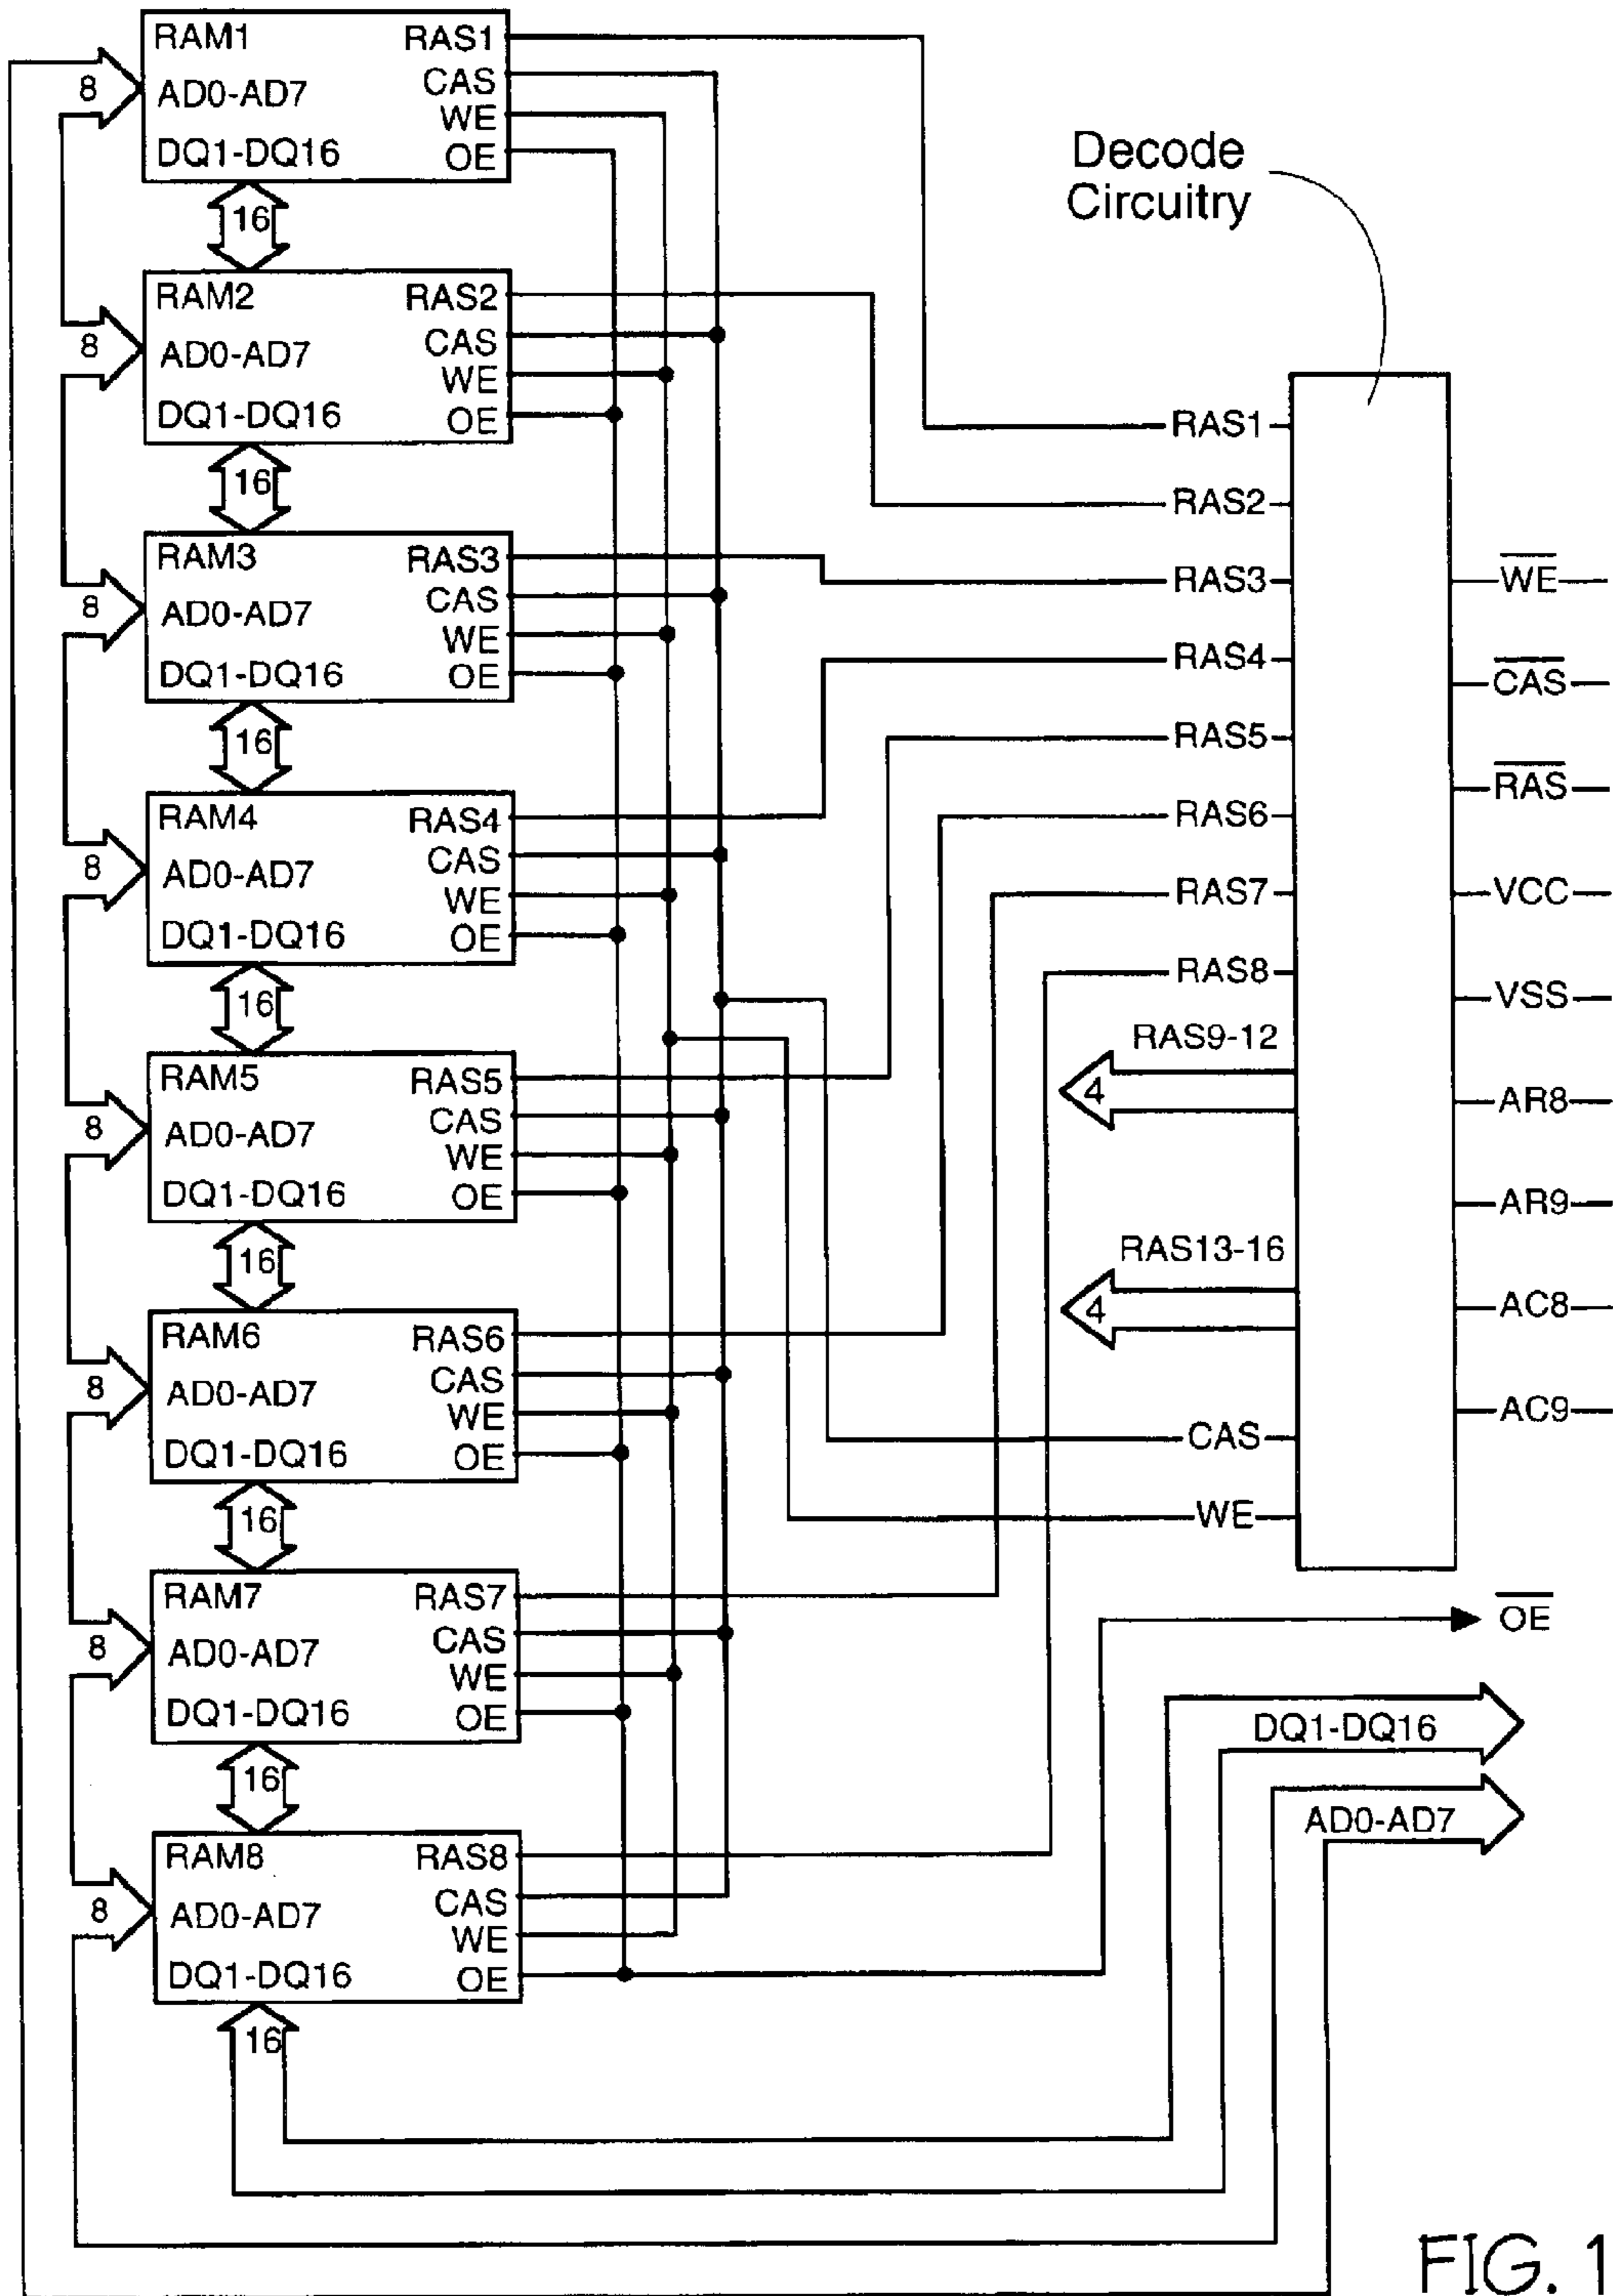 RAM1 RAS1
8 AD0-AD7 CAS
WE
DQ1-DQ16 OE
16
RAM2 RAS2
8 AD0-AD7 CAS
WE
DQ1-DQ16 OE
16
RAM3 RAS3
8 AD0-AD7 CAS
WE
DQ1-DQ16 OE
16
RAM4 RAS4
8 AD0-AD7 CAS
WE
DQ1-DQ16 OE
16
RAM5 RAS5
8 AD0-AD7 CAS
WE
DQ1-DQ16 OE
16
RAM6 RAS6
8 AD0-AD7 CAS
WE
DQ1-DQ16 OE
16
RAM7 RAS7
8 AD0-AD7 CAS
WE
DQ1-DQ16 OE
16
RAM8 RAS8
8 AD0-AD7 CAS
WE
DQ1-DQ16 OE
16
Decode
Circuitry
RAS1
RAS2
RAS3
RAS4
RAS5
RAS6
RAS7
RAS8
RAS9-12
4
RAS13-16
4
CAS
WE
W̅E̅
C̅A̅S̅
R̅A̅S̅
VCC
VSS
AR8
AR9
AC8
AC9
O̅E̅
DQ1-DQ16
AD0-AD7
FIG. 1